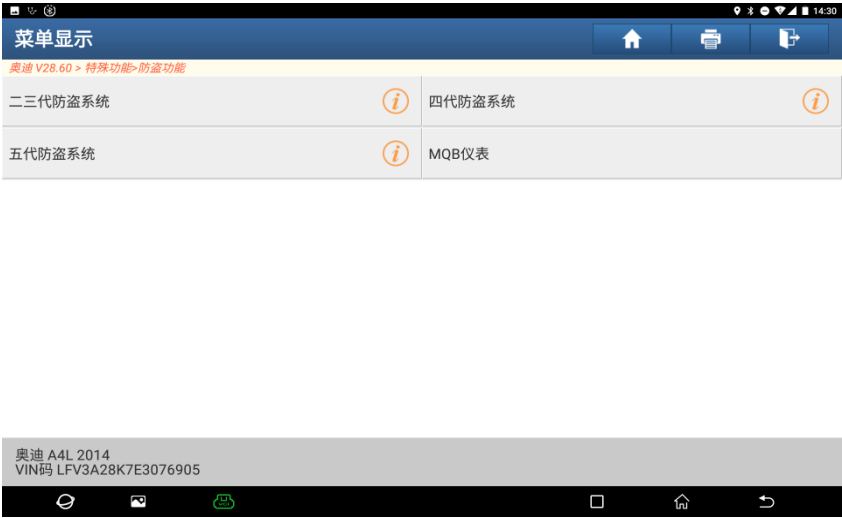 14:30
菜单显示
奥迪 V28.60 > 特殊功能>防盗功能
二三代防盗系统
四代防盗系统
五代防盗系统
MQB仪表
奥迪 A4L 2014
VIN码 LFV3A28K7E3076905